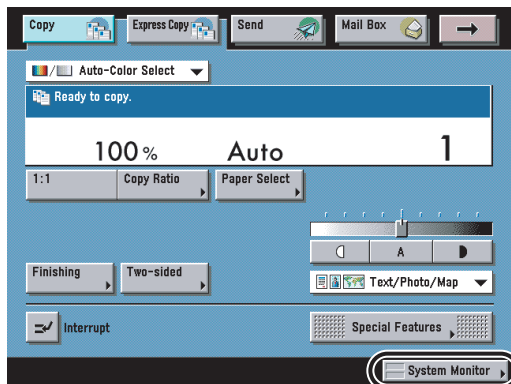 Copy Express Copy Send Mail Box
Auto-Color Select
Ready to copy.
100% Auto 1
1:1 Copy Ratio Paper Select
A
Finishing Two-sided Text/Photo/Map
Interrupt Special Features
System Monitor